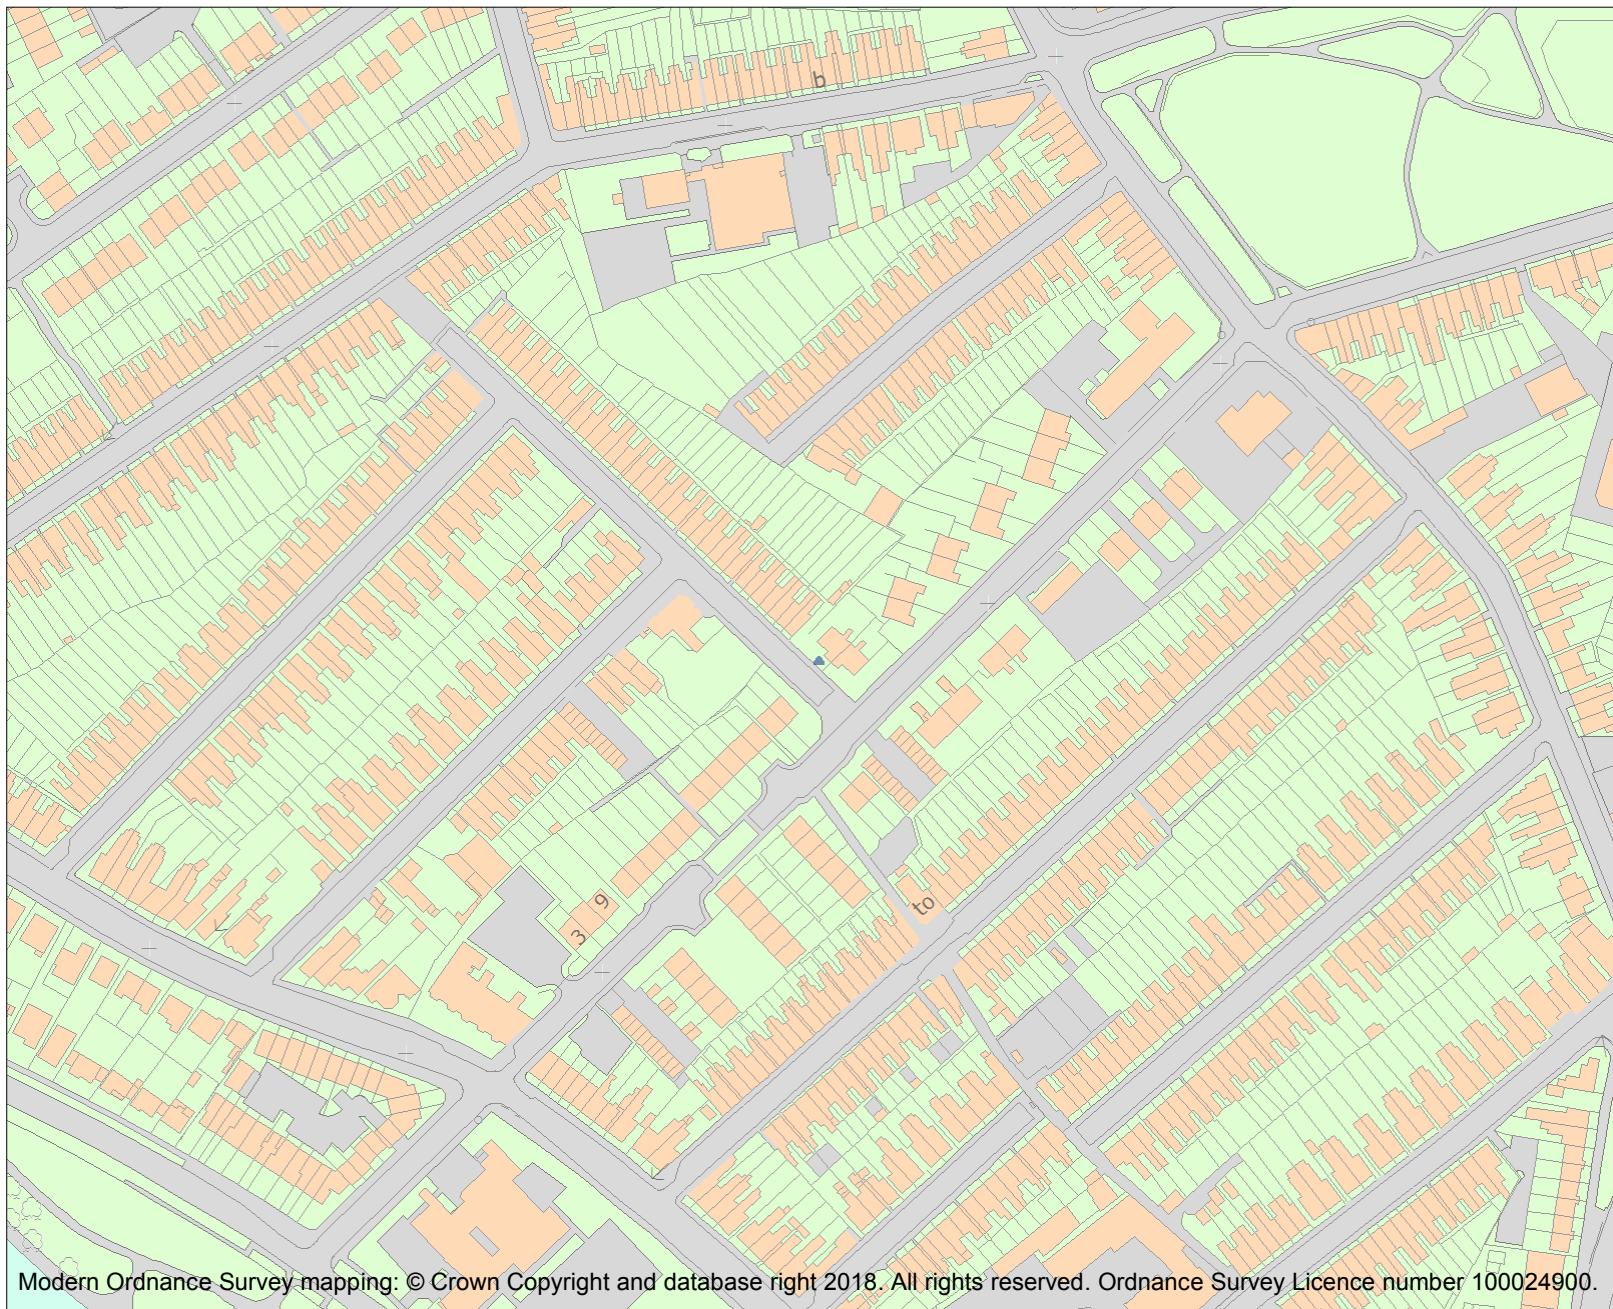 b
9
3
to
Modern Ordnance Survey mapping: © Crown Copyright and database right 2018. All rights reserved. Ordnance Survey Licence number 100024900.